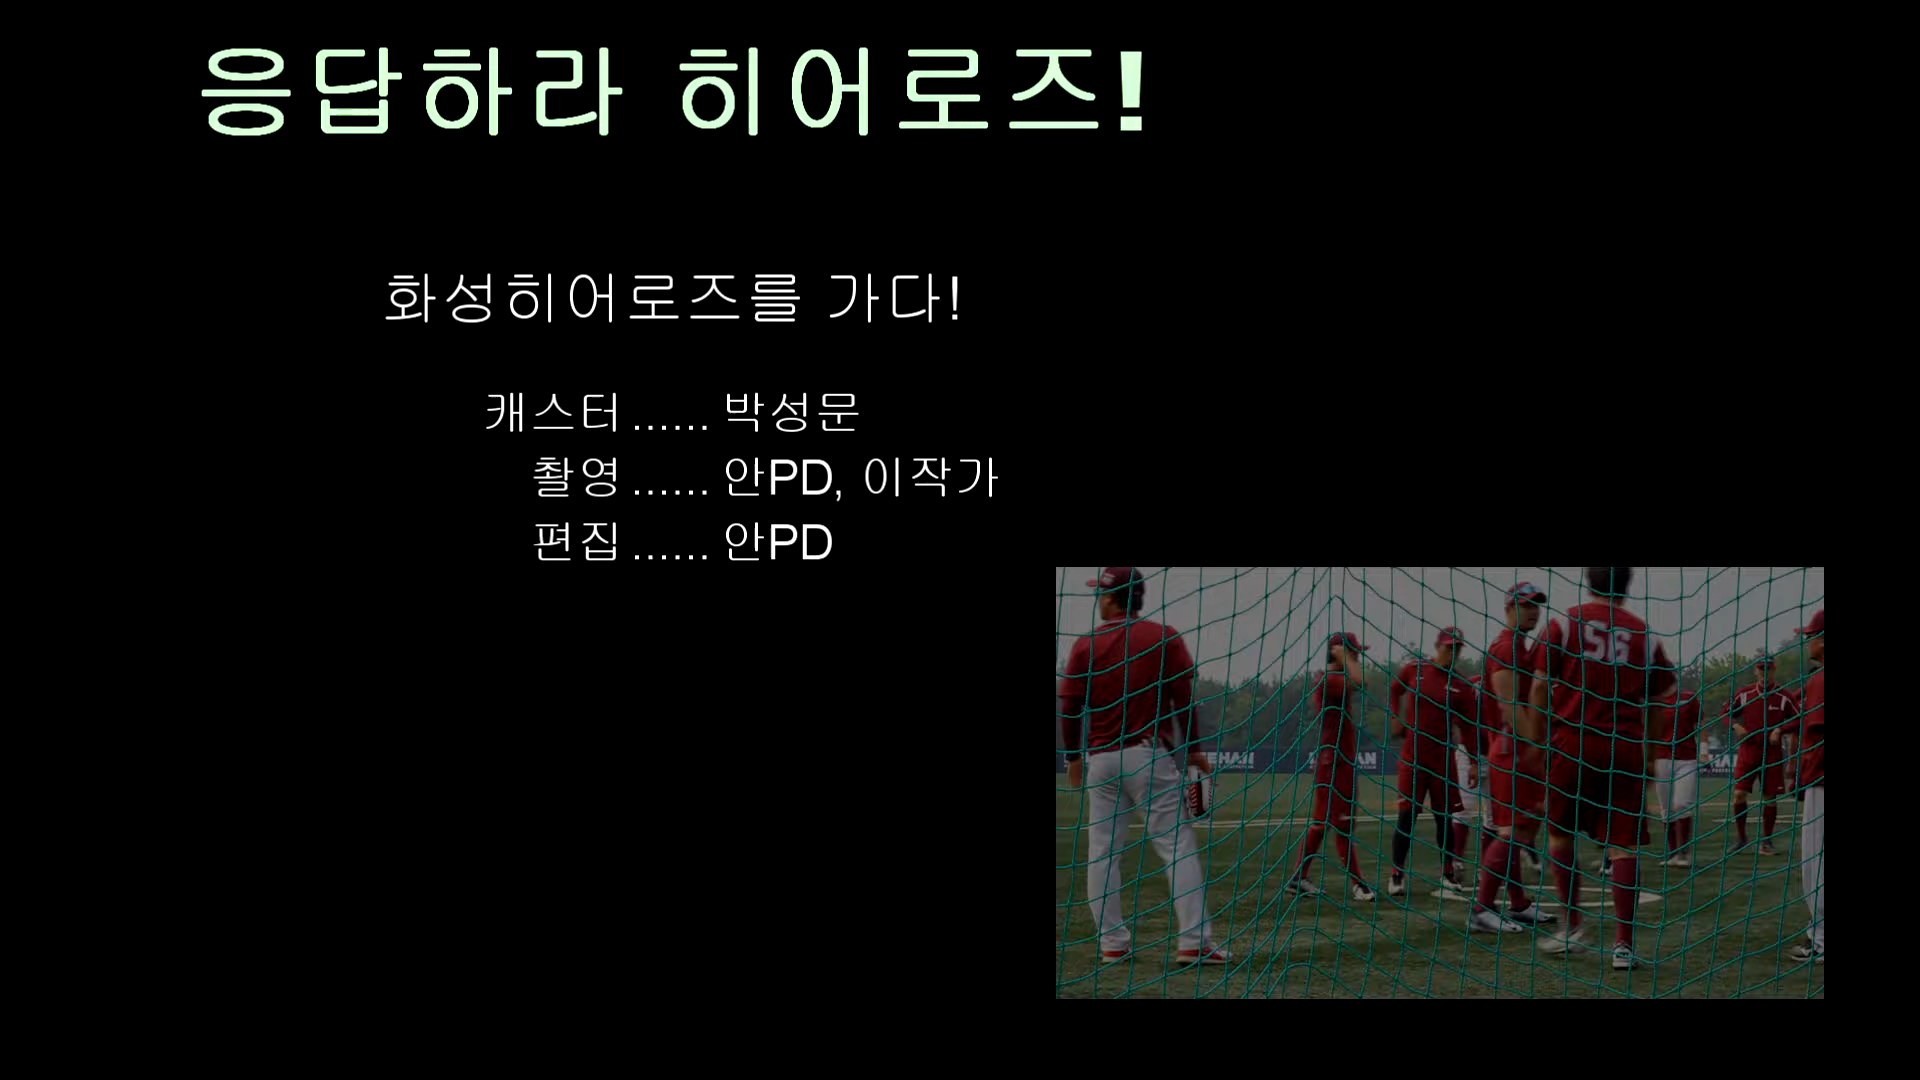 응답하라 히어로즈!
화성히어로즈를 가다!
캐스터 ...... 박성문
촬영 ...... 안PD, 이작가
편집 ...... 안PD
56